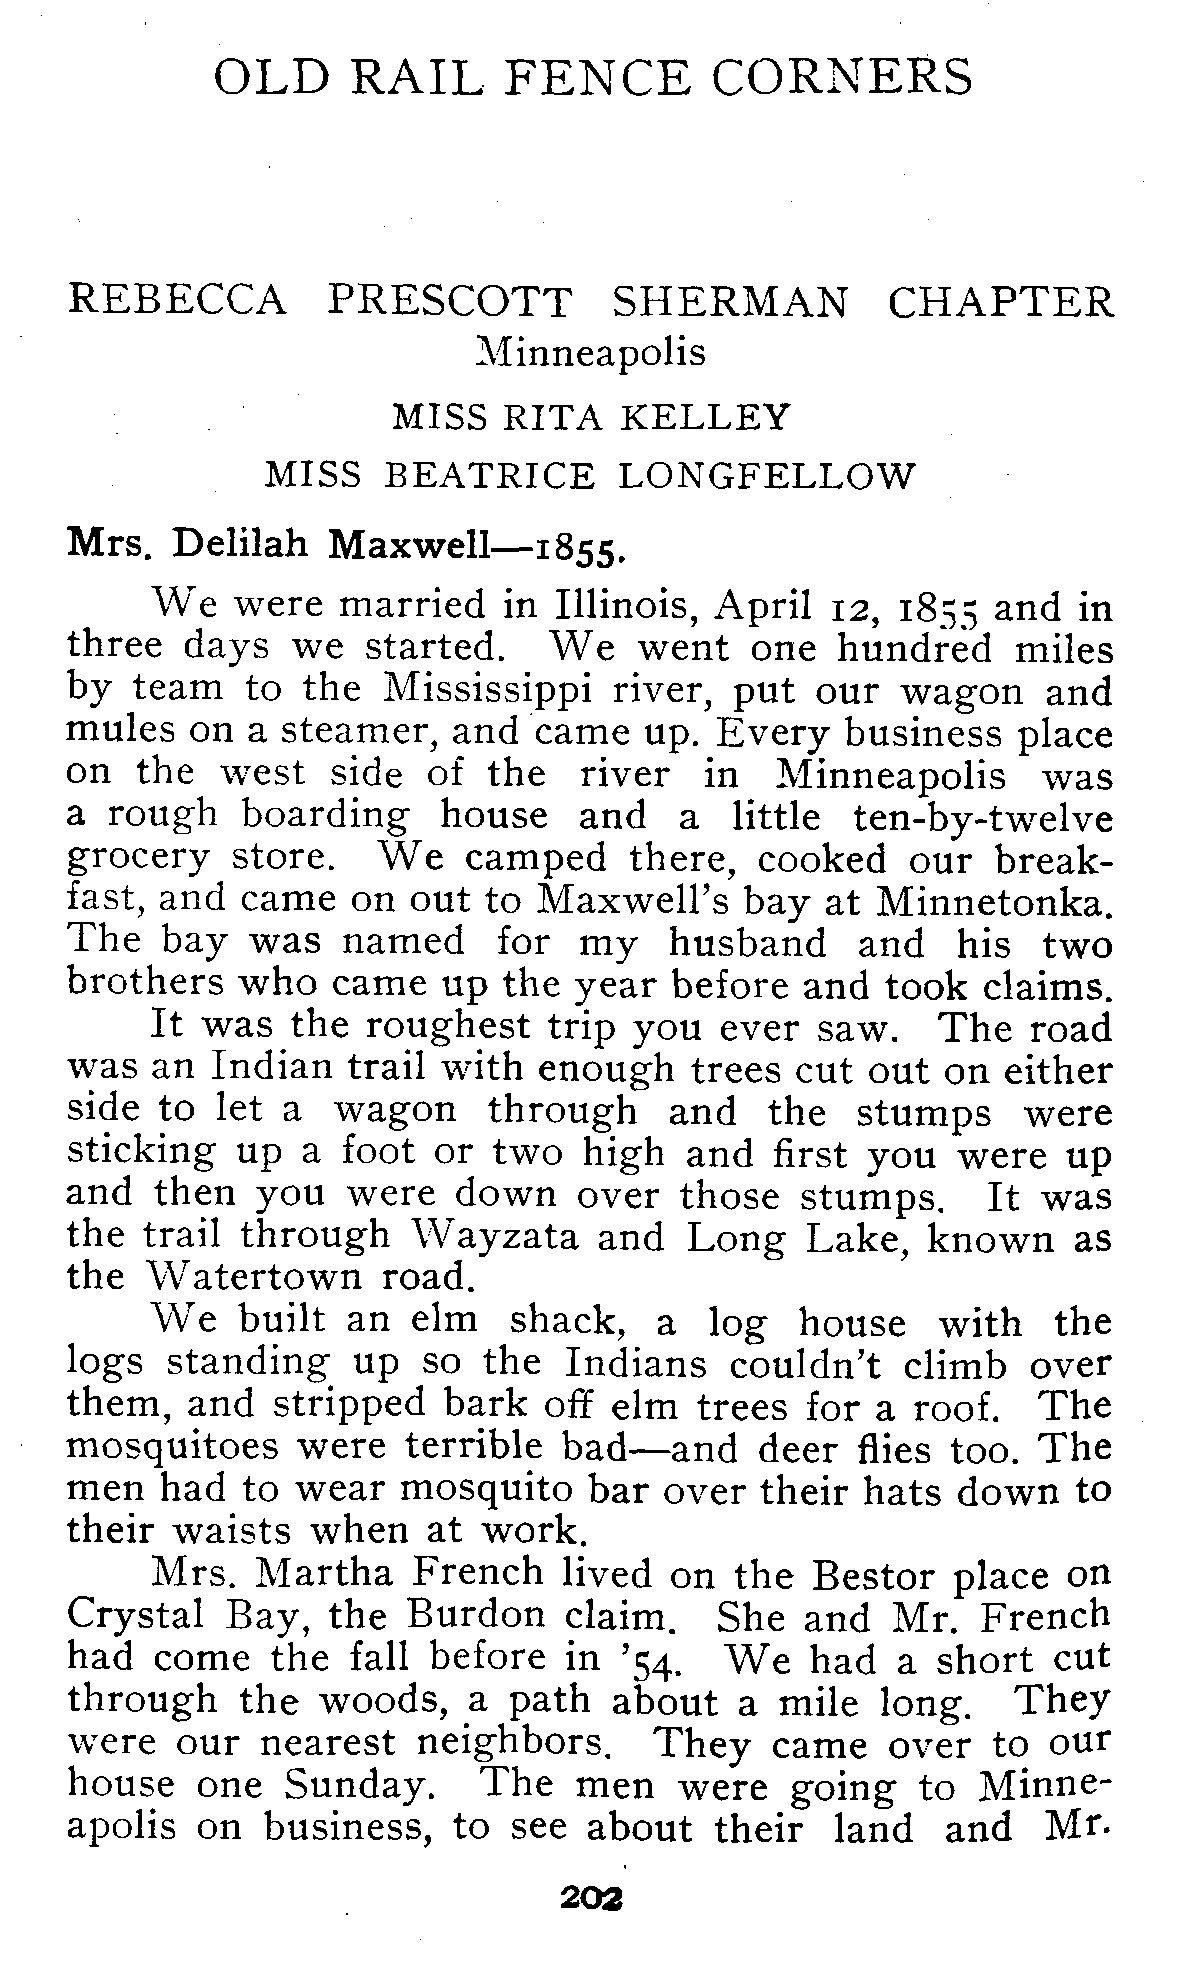 OLD RAIL FENCE CORNERS
REBECCA PRESCOTT SHERMAN CHAPTER
Minneapolis
MISS RITA KELLEY
MISS BEATRICE LONGFELLOW
Mrs. Delilah Maxwell—1855.
We were married in Illinois, April 12, 1855 and in
three days we started. We went one hundred miles
by team to the Mississippi river, put our wagon and
mules on a steamer, and came up. Every business place
on the west side of the river in Minneapolis was
a rough boarding house and a little ten-by-twelve
grocery store. We camped there, cooked our break-
fast, and came on out to Maxwell's bay at Minnetonka.
The bay was named for my husband and his two
brothers who came up the year before and took claims.
It was the roughest trip you ever saw. The road
was an Indian trail with enough trees cut out on either
side to let a wagon through and the stumps were
sticking up a foot or two high and first you were up
and then you were down over those stumps. It was
the trail through Wayzata and Long Lake, known as
the Watertown road.
We built an elm shack, a log house with the
logs standing up so the Indians couldn't climb over
them, and stripped bark off elm trees for a roof. The
mosquitoes were terrible bad—and deer flies too. The
men had to wear mosquito bar over their hats down to
their waists when at work.
Mrs. Martha French lived on the Bestor place on
Crystal Bay, the Burdon claim. She and Mr. French
had come the fall before in '54. We had a short cut
through the woods, a path about a mile long. They
were our nearest neighbors. They came over to our
house one Sunday. The men were going to Minne-
apolis on business, to see about their land and Mr.
202